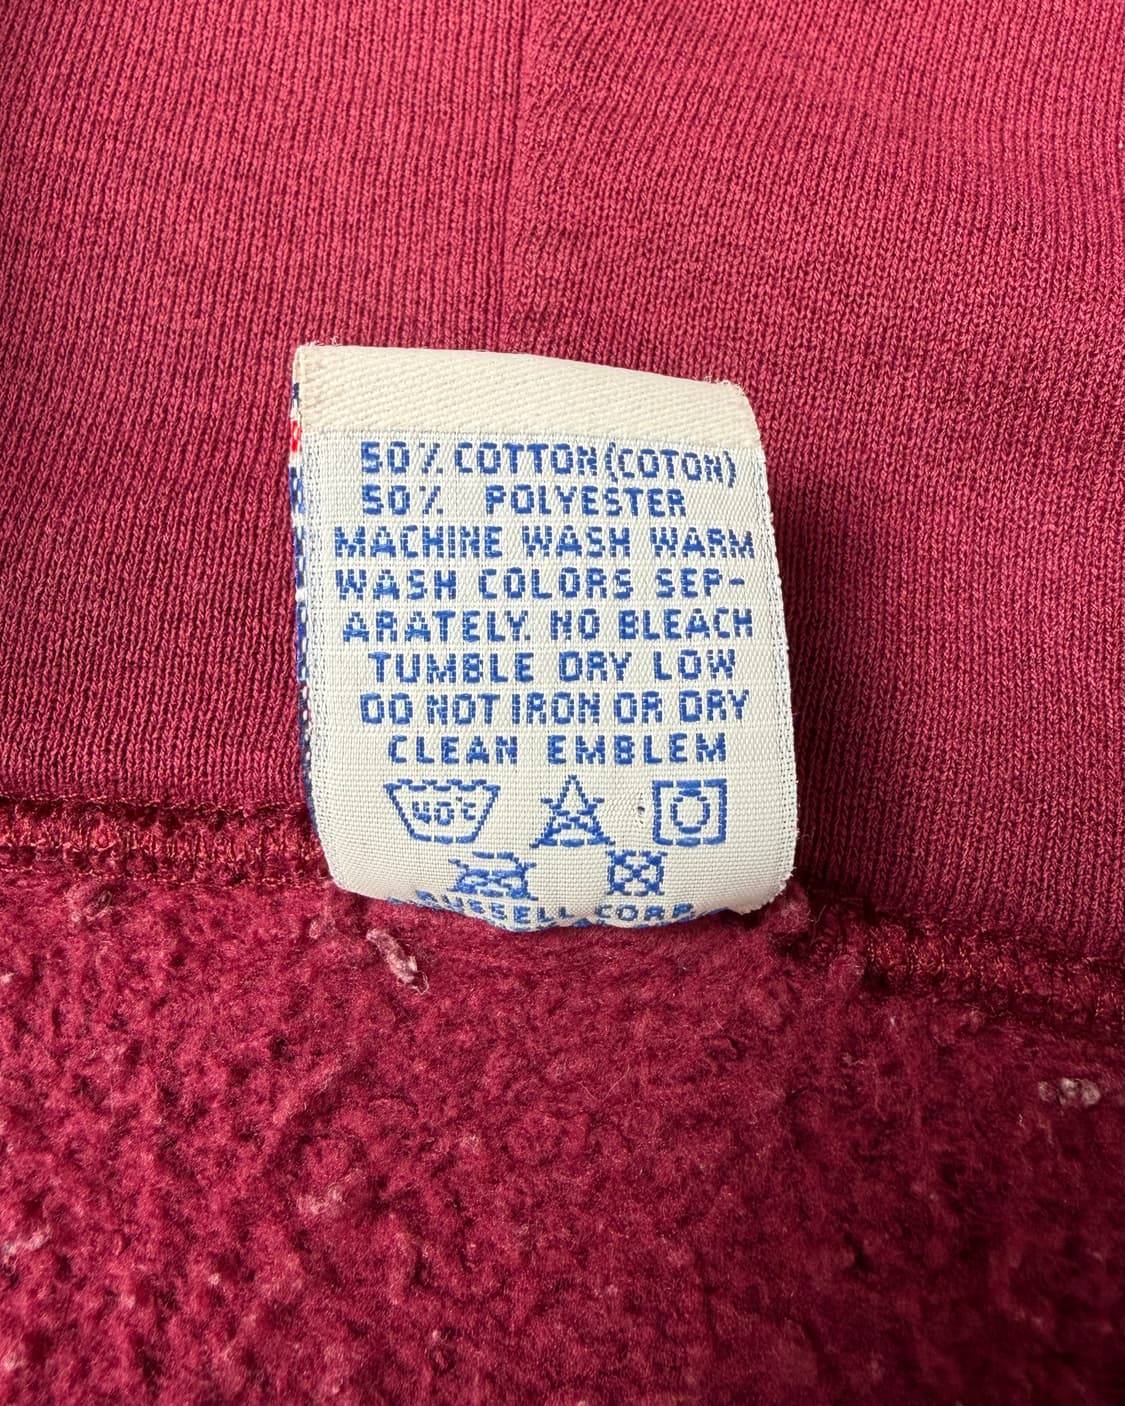 50% COTTON (COTON)
50% POLYESTER
MACHINE WASH WARM
WASH COLORS SEP-
ARATELY. NO BLEACH
TUMBLE DRY LOW
DO NOT IRON OR DRY
CLEAN EMBLEM
40°C
RUSSELL CORP.